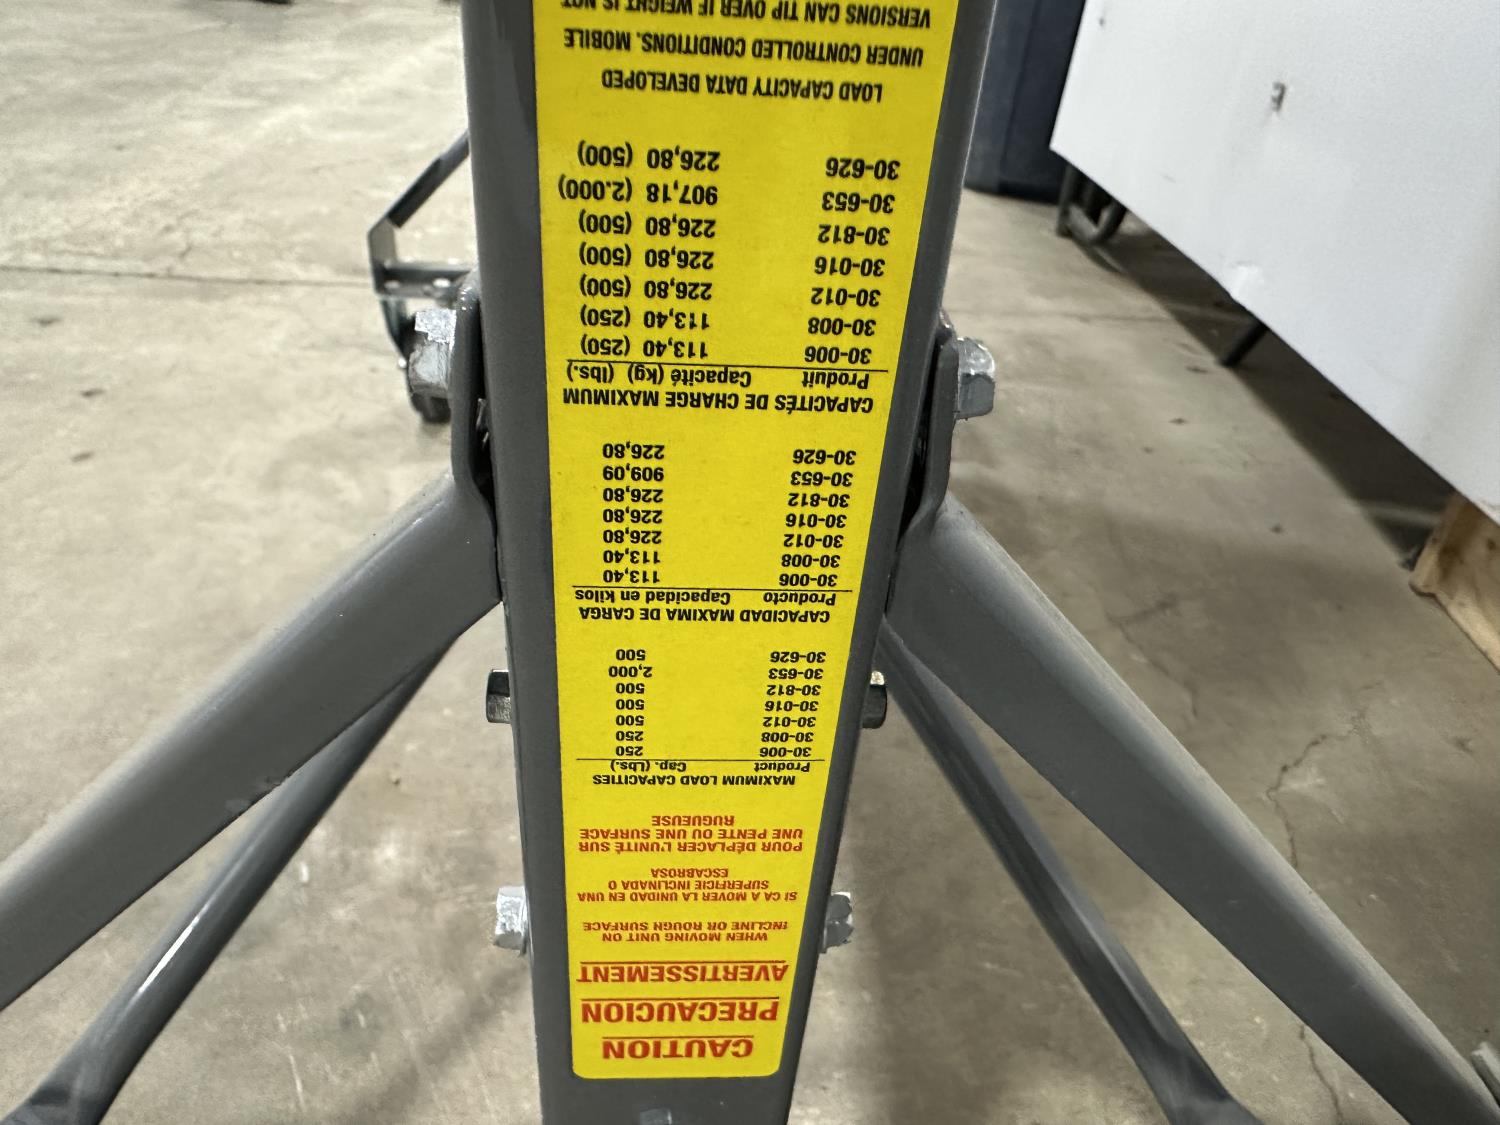 CAUTION
PRECAUCION
AVERTISSEMENT
WHEN MOVING UNIT ON
INCLINE OR ROUGH SURFACE
SI CA A MOVER LA UNIDAD EN UNA
SUPERFICIE INCLINADA O
ESCABROSA
POUR DÉPLACER L'UNITÉ SUR
UNE PENTE OU UNE SURFACE
RUGUEUSE
MAXIMUM LOAD CAPACITIES
Product Cap. (Lbs.)
30-006 250
30-008 250
30-012 500
30-016 500
30-812 500
30-653 2,000
30-626 500
CAPACIDAD MAXIMA DE CARGA
Producto Capacidad en kilos
30-006 113,40
30-008 113,40
30-012 226,80
30-016 226,80
30-812 226,80
30-653 909,09
30-626 226,80
CAPACITÉS DE CHARGE MAXIMUM
Produit Capacité (kg) (lbs.)
30-006 113,40 (250)
30-008 113,40 (250)
30-012 226,80 (500)
30-016 226,80 (500)
30-812 226,80 (500)
30-653 907,18 (2.000)
30-626 226,80 (500)
LOAD CAPACITY DATA DEVELOPED
UNDER CONTROLLED CONDITIONS. MOBILE
VERSIONS CAN TIP OVER IF WEIGHT IS NOT